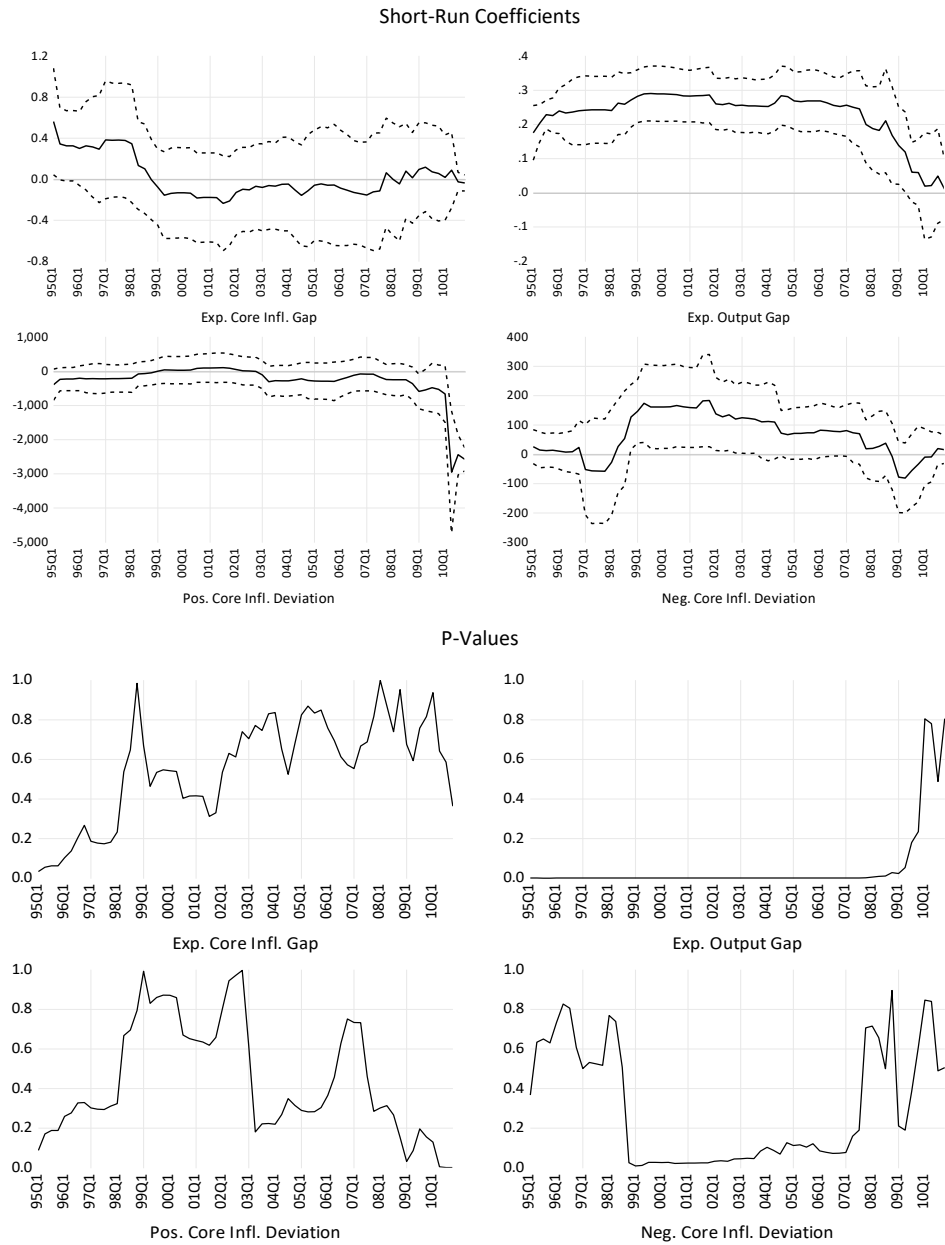 Short-Run Coefficients
1.2
0.8
0.4
0.0
-0.4
-0.8
95Q1 96Q1 97Q1 98Q1 99Q1 00Q1 01Q1 02Q1 03Q1 04Q1 05Q1 06Q1 07Q1 08Q1 09Q1 10Q1
Exp. Core Infl. Gap
.4
.3
.2
.1
.0
-.1
-.2
95Q1 96Q1 97Q1 98Q1 99Q1 00Q1 01Q1 02Q1 03Q1 04Q1 05Q1 06Q1 07Q1 08Q1 09Q1 10Q1
Exp. Output Gap
1,000
0
-1,000
-2,000
-3,000
-4,000
-5,000
95Q1 96Q1 97Q1 98Q1 99Q1 00Q1 01Q1 02Q1 03Q1 04Q1 05Q1 06Q1 07Q1 08Q1 09Q1 10Q1
Pos. Core Infl. Deviation
400
300
200
100
0
-100
-200
-300
95Q1 96Q1 97Q1 98Q1 99Q1 00Q1 01Q1 02Q1 03Q1 04Q1 05Q1 06Q1 07Q1 08Q1 09Q1 10Q1
Neg. Core Infl. Deviation
P-Values
1.0
0.8
0.6
0.4
0.2
0.0
95Q1 96Q1 97Q1 98Q1 99Q1 00Q1 01Q1 02Q1 03Q1 04Q1 05Q1 06Q1 07Q1 08Q1 09Q1 10Q1
Exp. Core Infl. Gap
1.0
0.8
0.6
0.4
0.2
0.0
95Q1 96Q1 97Q1 98Q1 99Q1 00Q1 01Q1 02Q1 03Q1 04Q1 05Q1 06Q1 07Q1 08Q1 09Q1 10Q1
Exp. Output Gap
1.0
0.8
0.6
0.4
0.2
0.0
95Q1 96Q1 97Q1 98Q1 99Q1 00Q1 01Q1 02Q1 03Q1 04Q1 05Q1 06Q1 07Q1 08Q1 09Q1 10Q1
Pos. Core Infl. Deviation
1.0
0.8
0.6
0.4
0.2
0.0
95Q1 96Q1 97Q1 98Q1 99Q1 00Q1 01Q1 02Q1 03Q1 04Q1 05Q1 06Q1 07Q1 08Q1 09Q1 10Q1
Neg. Core Infl. Deviation